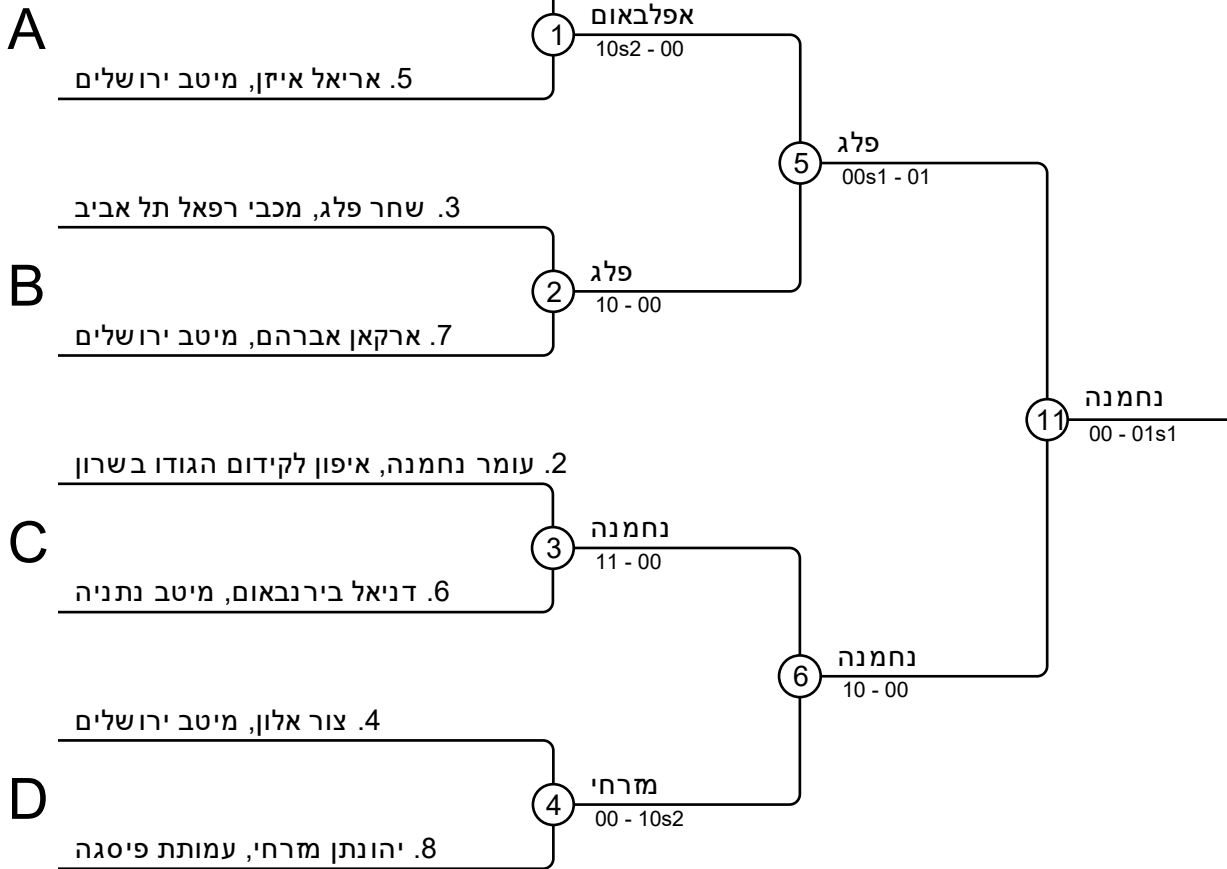 A
1
אפלבאום
10s2 - 00
5. אריאל אייזן, מיטב ירושלים
5
פלג
00s1 - 01
3. שחר פלג, מכבי רפאל תל אביב
B
2
פלג
10 - 00
7. ארקאן אברהם, מיטב ירושלים
11
נחמנה
00 - 01s1
2. עומר נחמנה, איפון לקידום הגודו בשרון
C
3
נחמנה
11 - 00
6. דניאל בירנבאום, מיטב נתניה
6
נחמנה
10 - 00
4. צור אלון, מיטב ירושלים
D
4
מזרחי
00 - 10s2
8. יהונתן מזרחי, עמותת פיסגה